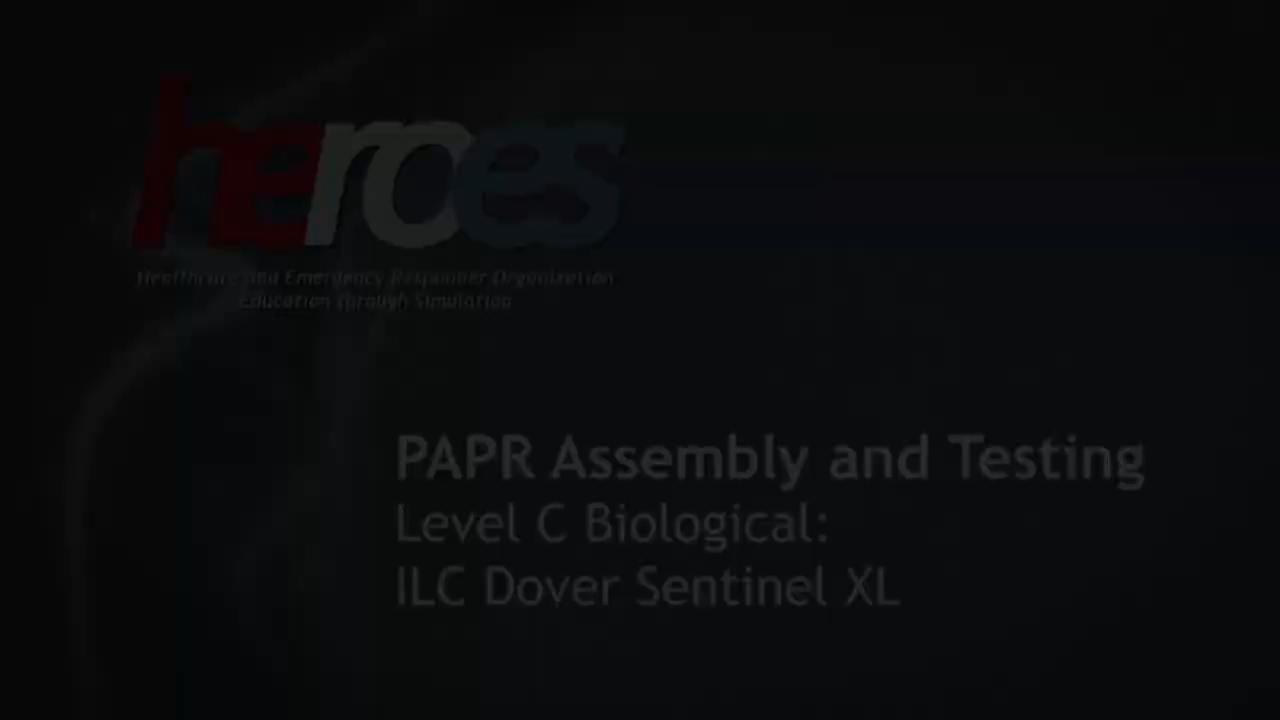 heroes
Healthcare and Emergency Responder Organization
Education through Simulation
PAPR Assembly and Testing
Level C Biological:
ILC Dover Sentinel XL